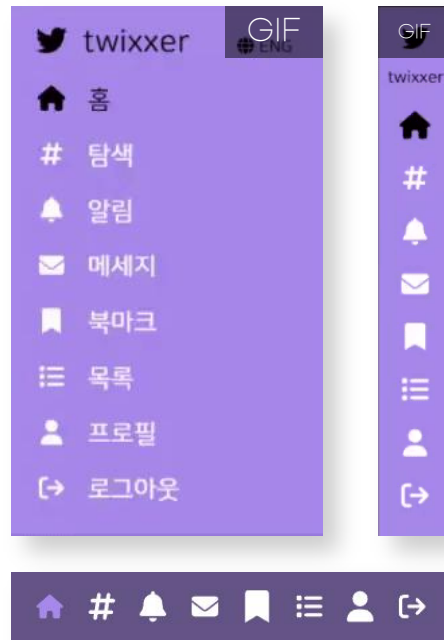 twixxer
GIF
ENG
홈
# 탐색
알림
메세지
북마크
목록
프로필
로그아웃
GIF
twixxer
#
#